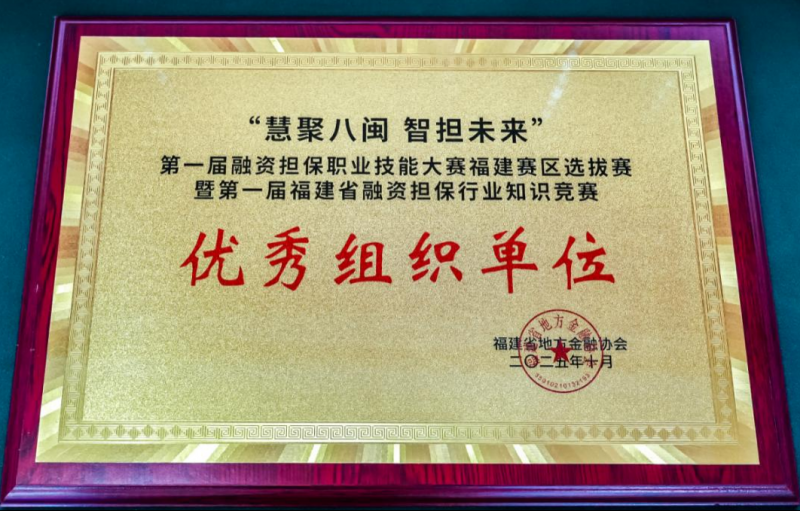 “慧聚八闽 智担未来”
第一届融资担保职业技能大赛福建赛区选拔赛
暨第一届福建省融资担保行业知识竞赛
优秀组织单位
福建省地方金融协会
二〇二五年十月